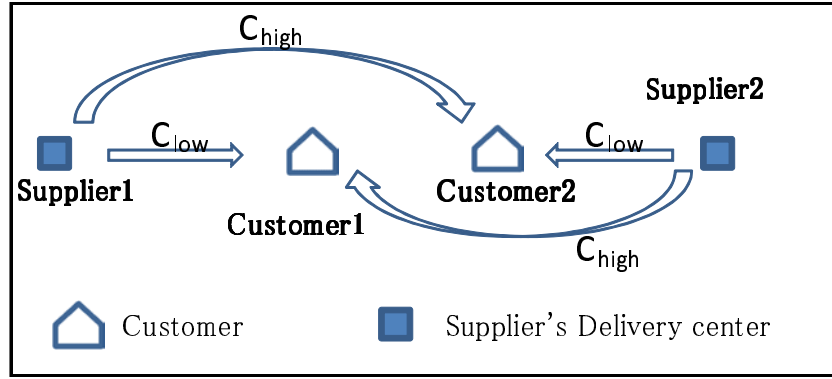 C_high
Supplier2
C_low
C_low
Supplier1
Customer2
Customer1
C_high
Customer
Supplier's Delivery center